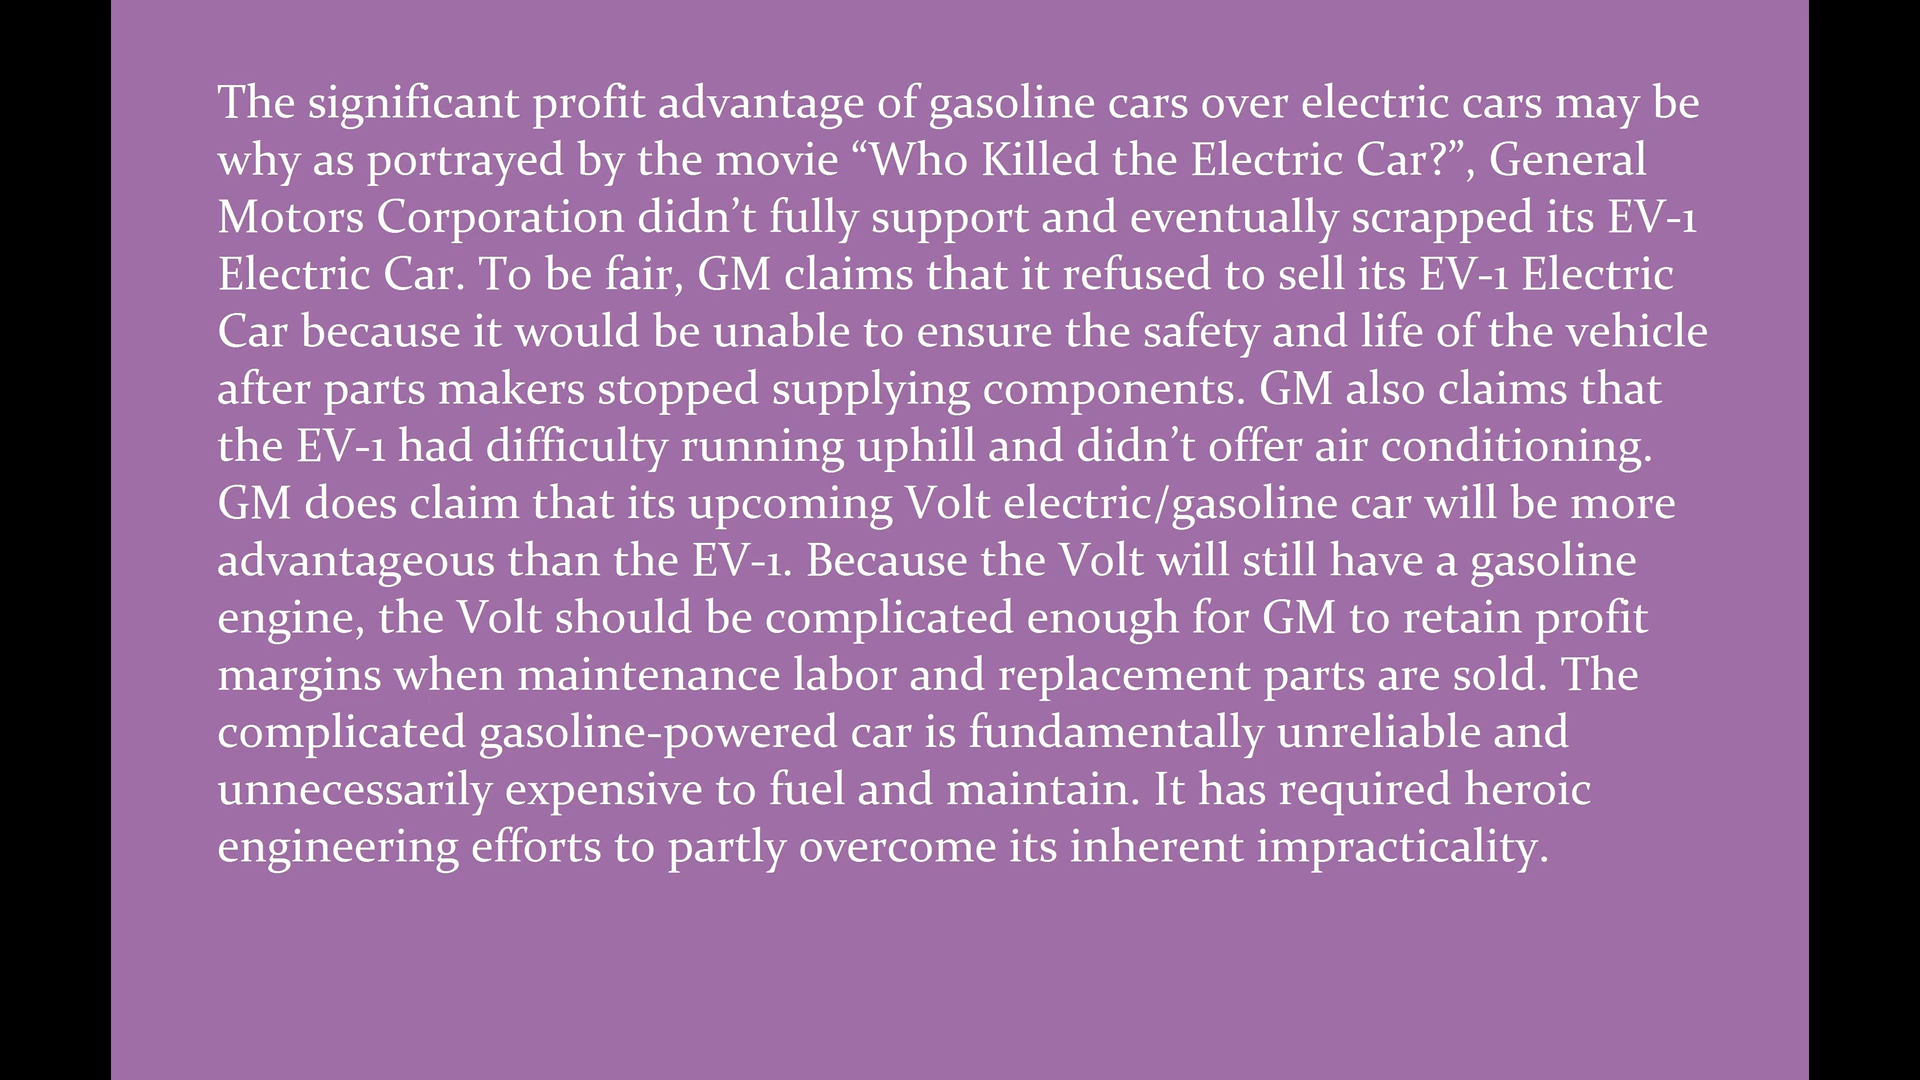 The significant profit advantage of gasoline cars over electric cars may be
why as portrayed by the movie “Who Killed the Electric Car?”, General
Motors Corporation didn’t fully support and eventually scrapped its EV-1
Electric Car. To be fair, GM claims that it refused to sell its EV-1 Electric
Car because it would be unable to ensure the safety and life of the vehicle
after parts makers stopped supplying components. GM also claims that
the EV-1 had difficulty running uphill and didn’t offer air conditioning.
GM does claim that its upcoming Volt electric/gasoline car will be more
advantageous than the EV-1. Because the Volt will still have a gasoline
engine, the Volt should be complicated enough for GM to retain profit
margins when maintenance labor and replacement parts are sold. The
complicated gasoline-powered car is fundamentally unreliable and
unnecessarily expensive to fuel and maintain. It has required heroic
engineering efforts to partly overcome its inherent impracticality.